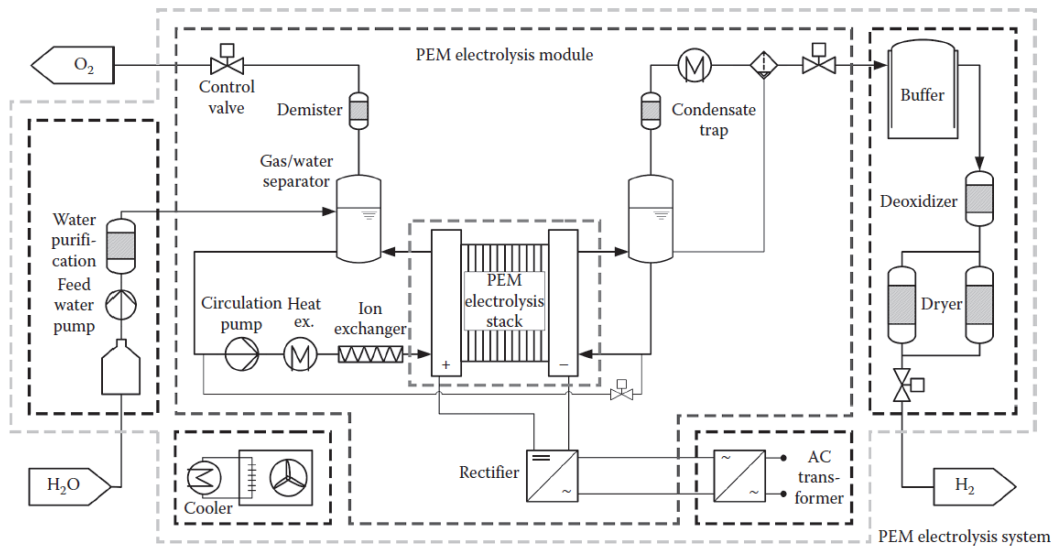 PEM electrolysis module
O₂
Control
valve
Demister
Condensate
trap
Buffer
Gas/water
separator
Deoxidizer
Water
purifi-
cation
Feed
water
pump
PEM
electrolysis
stack
Circulation
pump
Heat
ex.
Ion
exchanger
Dryer
+
−
Rectifier
=
~
~
~
AC
trans-
former
H₂O
Cooler
H₂
PEM electrolysis system